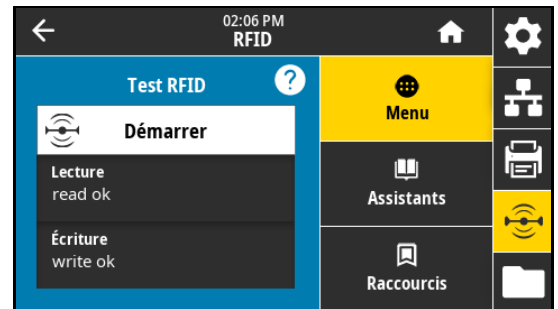 02:06 PM
RFID
Test RFID
?
Démarrer
Lecture
read ok
Écriture
write ok
Menu
Assistants
Raccourcis